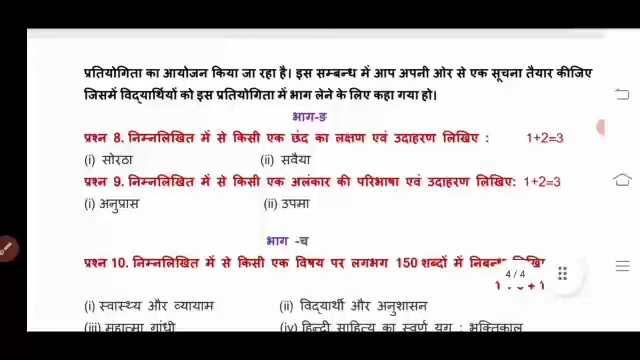 प्रतियोगिता का आयोजन किया जा रहा है। इस सम्बन्ध में आप अपनी ओर से एक सूचना तैयार कीजिए
जिसमें विद्यार्थियों को इस प्रतियोगिता में भाग लेने के लिए कहा गया हो।
भाग-ङ
प्रश्न 8. निम्नलिखित में से किसी एक छंद का लक्षण एवं उदाहरण लिखिए : 1+2=3
(i) सोरठा (ii) सवैया
प्रश्न 9. निम्नलिखित में से किसी एक अलंकार की परिभाषा एवं उदाहरण लिखिए: 1+2=3
(i) अनुप्रास (ii) उपमा
भाग -च
प्रश्न 10. निम्नलिखित में से किसी एक विषय पर लगभग 150 शब्दों में
4/4
(i) स्वास्थ्य और व्यायाम (ii) विद्यार्थी और अनुशासन
(iii) महात्मा गांधी (iv) हिन्दी साहित्य का स्वर्ण युग : भक्तिकाल